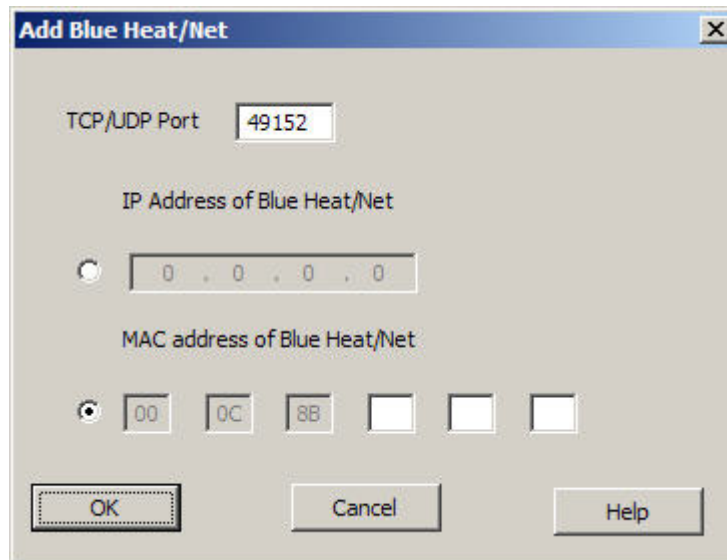 Add Blue Heat/Net
TCP/UDP Port 49152
IP Address of Blue Heat/Net
0 . 0 . 0 . 0
MAC address of Blue Heat/Net
00 0C 8B
OK Cancel Help